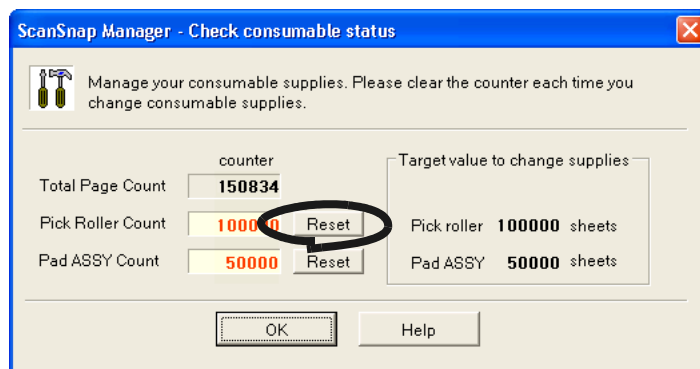 ScanSnap Manager - Check consumable status
Manage your consumable supplies. Please clear the counter each time you
change consumable supplies.
counter
Target value to change supplies
Total Page Count 150834
Pick Roller Count 100000 Reset
Pick roller 100000 sheets
Pad ASSY Count 50000 Reset
Pad ASSY 50000 sheets
OK Help